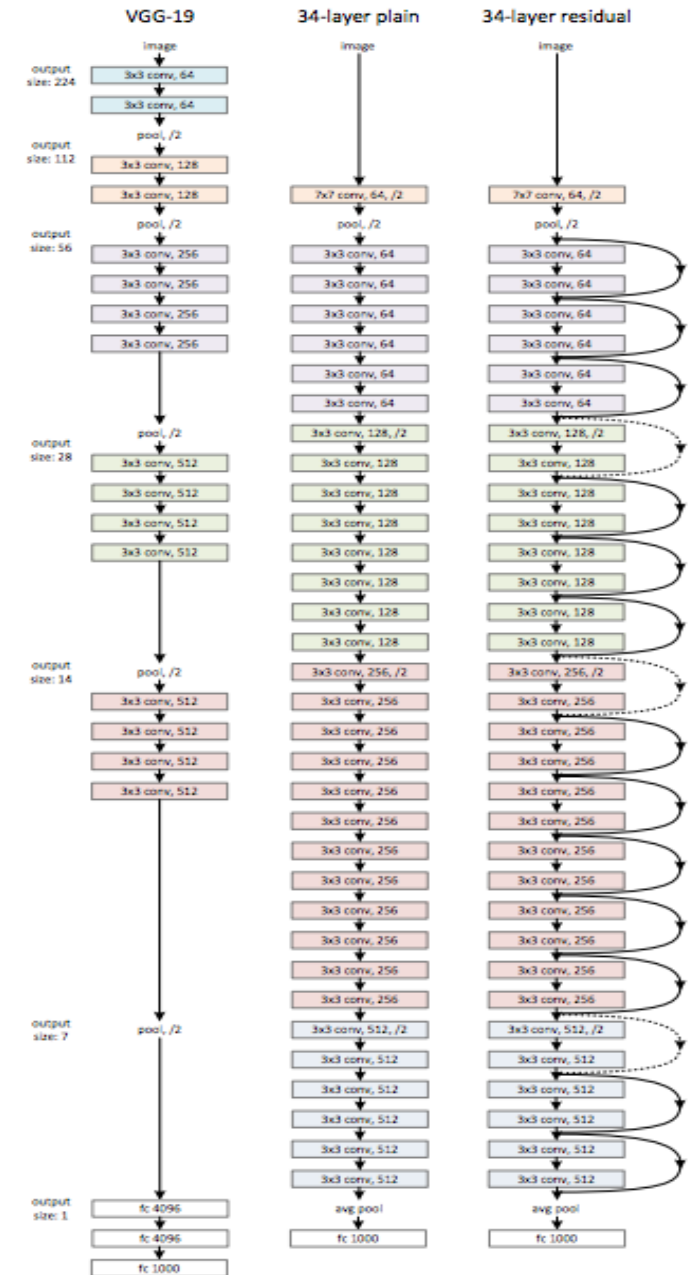 VGG-19
image
output
size: 224
3x3 conv, 64
3x3 conv, 64
pool, /2
output
size: 112
3x3 conv, 128
3x3 conv, 128
pool, /2
output
size: 56
3x3 conv, 256
3x3 conv, 256
3x3 conv, 256
3x3 conv, 256
pool, /2
output
size: 28
3x3 conv, 512
3x3 conv, 512
3x3 conv, 512
3x3 conv, 512
output
size: 14
pool, /2
3x3 conv, 512
3x3 conv, 512
3x3 conv, 512
3x3 conv, 512
output
size: 7
pool, /2
output
size: 1
fc 4096
fc 4096
fc 1000
34-layer plain
image
7x7 conv, 64, /2
pool, /2
3x3 conv, 64
3x3 conv, 64
3x3 conv, 64
3x3 conv, 64
3x3 conv, 64
3x3 conv, 64
3x3 conv, 128, /2
3x3 conv, 128
3x3 conv, 128
3x3 conv, 128
3x3 conv, 128
3x3 conv, 128
3x3 conv, 128
3x3 conv, 128
3x3 conv, 256, /2
3x3 conv, 256
3x3 conv, 256
3x3 conv, 256
3x3 conv, 256
3x3 conv, 256
3x3 conv, 256
3x3 conv, 256
3x3 conv, 256
3x3 conv, 256
3x3 conv, 256
3x3 conv, 256
3x3 conv, 512, /2
3x3 conv, 512
3x3 conv, 512
3x3 conv, 512
3x3 conv, 512
3x3 conv, 512
avg pool
fc 1000
34-layer residual
image
7x7 conv, 64, /2
pool, /2
3x3 conv, 64
3x3 conv, 64
3x3 conv, 64
3x3 conv, 64
3x3 conv, 64
3x3 conv, 64
3x3 conv, 128, /2
3x3 conv, 128
3x3 conv, 128
3x3 conv, 128
3x3 conv, 128
3x3 conv, 128
3x3 conv, 128
3x3 conv, 128
3x3 conv, 256, /2
3x3 conv, 256
3x3 conv, 256
3x3 conv, 256
3x3 conv, 256
3x3 conv, 256
3x3 conv, 256
3x3 conv, 256
3x3 conv, 256
3x3 conv, 256
3x3 conv, 256
3x3 conv, 256
3x3 conv, 512, /2
3x3 conv, 512
3x3 conv, 512
3x3 conv, 512
3x3 conv, 512
3x3 conv, 512
avg pool
fc 1000